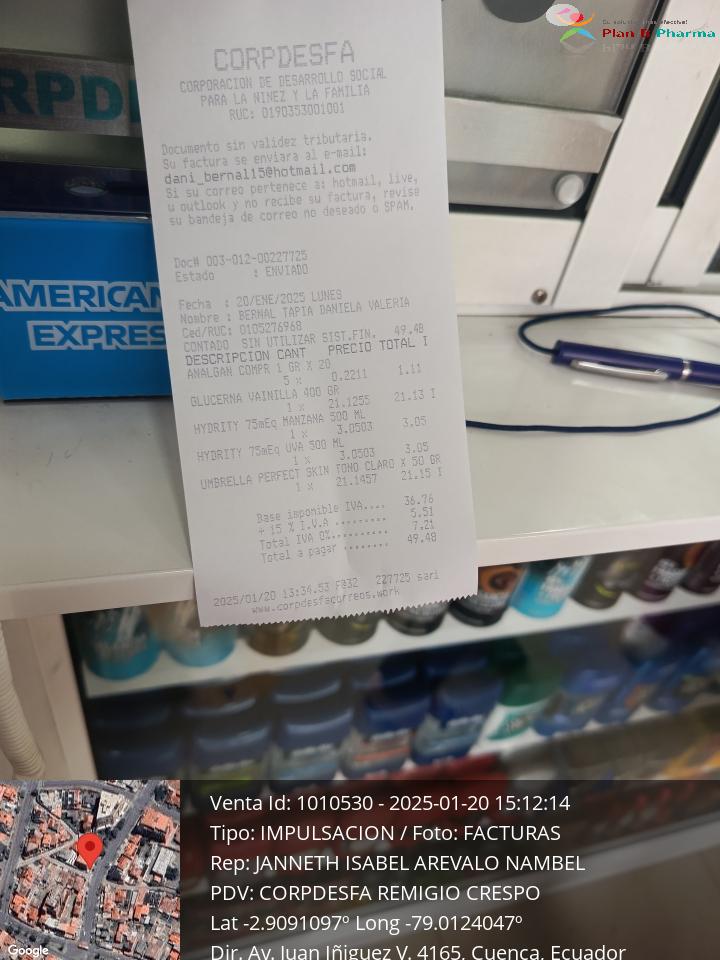 Su solución más efectiva!
Plan B Pharma
CORPDESFA
CORPORACION DE DESARROLLO SOCIAL
PARA LA NINEZ Y LA FAMILIA
RUC: 0190353001001
Documento sin validez tributaria.
Su factura se enviara al e-mail:
dani_bernal15@hotmail.com
Si su correo pertenece a: hotmail, live,
u outlook y no recibe su factura, revise
su bandeja de correo no deseado o SPAM.
Doc# 003-012-00227725
Estado : ENVIADO
Fecha : 20/ENE/2025 LUNES
Nombre : BERNAL TAPIA DANIELA VALERIA
Ced/RUC: 0105276968
CONTADO SIN UTILIZAR SIST.FIN. 49.48
DESCRIPCION CANT PRECIO TOTAL I
ANALGAN COMPR 1 GR X 20
5 x 0.2211 1.11
GLUCERNA VAINILLA 400 GR
1 x 21.1255 21.13 I
HYDRITY 75mEq MANZANA 500 ML
1 x 3.0503 3.05
HYDRITY 75mEq UVA 500 ML
1 x 3.0503 3.05
UMBRELLA PERFECT SKIN TONO CLARO X 50 GR
1 x 21.1457 21.15 I
Base imponible IVA.... 36.76
+ 15 % I.V.A ......... 5.51
Total IVA 0%.......... 7.21
Total a pagar ........ 49.48
2025/01/20 13:34.53 F@32 227725 sari
www.corpdesfacorreos.work
RPD
AMERICAN
EXPRES
Venta Id: 1010530 - 2025-01-20 15:12:14
Tipo: IMPULSACION / Foto: FACTURAS
Rep: JANNETH ISABEL AREVALO NAMBEL
PDV: CORPDESFA REMIGIO CRESPO
Lat -2.9091097º Long -79.0124047º
Dir. Av. Juan Iñiguez V. 4165, Cuenca, Ecuador
Google